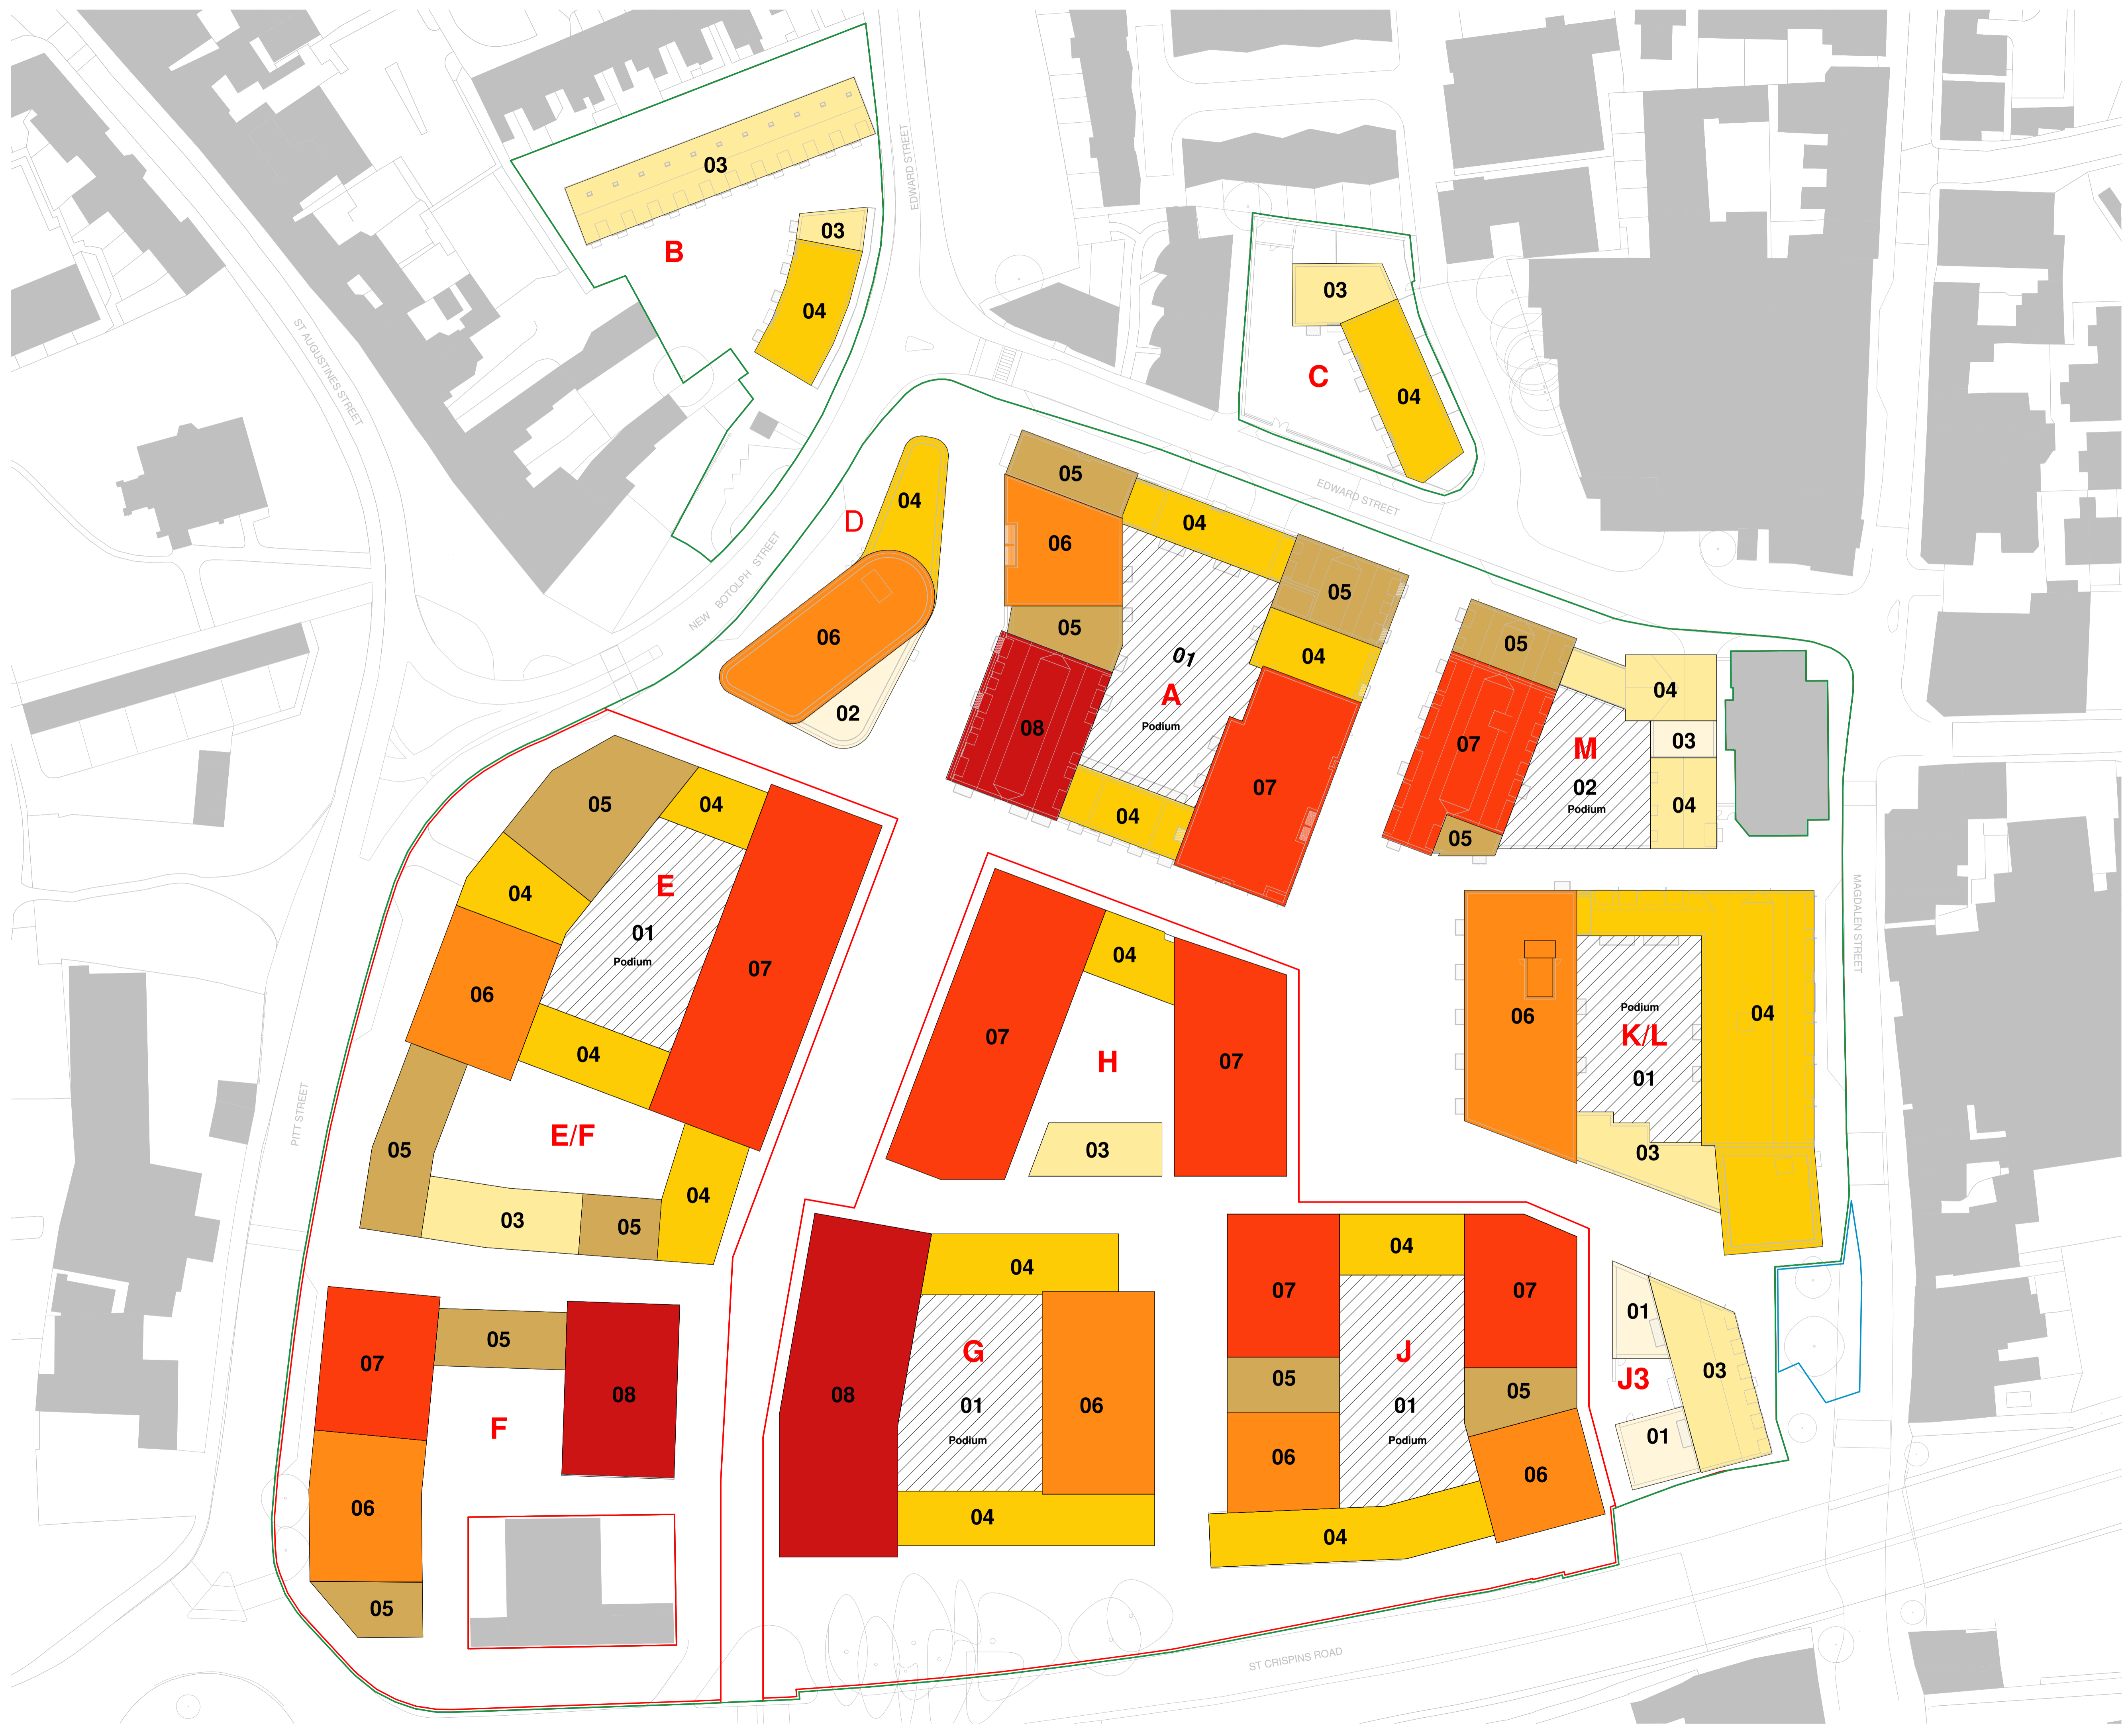 03
B
03
04
EDWARD STREET
ST AUGUSTINES STREET
03
C
04
EDWARD STREET
NEW BOTOLPH STREET
D
04
06
02
05
06
05
08
04
01
A
Podium
05
04
07
04
05
07
05
04
03
04
M
02
Podium
05
04
04
06
E
01
Podium
07
04
05
E/F
03
05
04
PITT STREET
07
04
07
H
03
06
Podium
K/L
01
04
03
MAGDALEN STREET
07
05
08
F
06
05
08
04
G
01
Podium
06
04
07
04
07
05
05
J
01
Podium
06
06
04
01
J3
03
01
ST CRISPINS ROAD